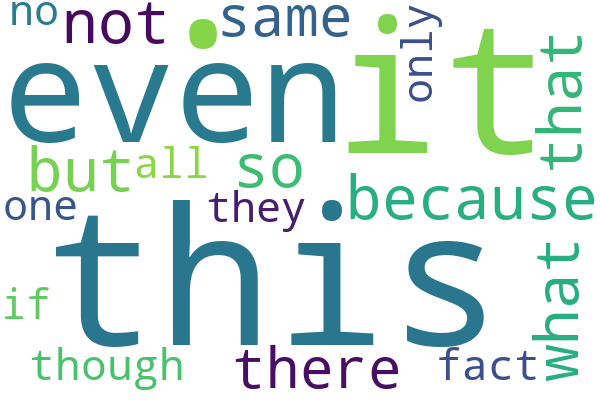 no
not
same
only
that
even
it
but
all
so
because
one
they
this
what
if
though
there
fact